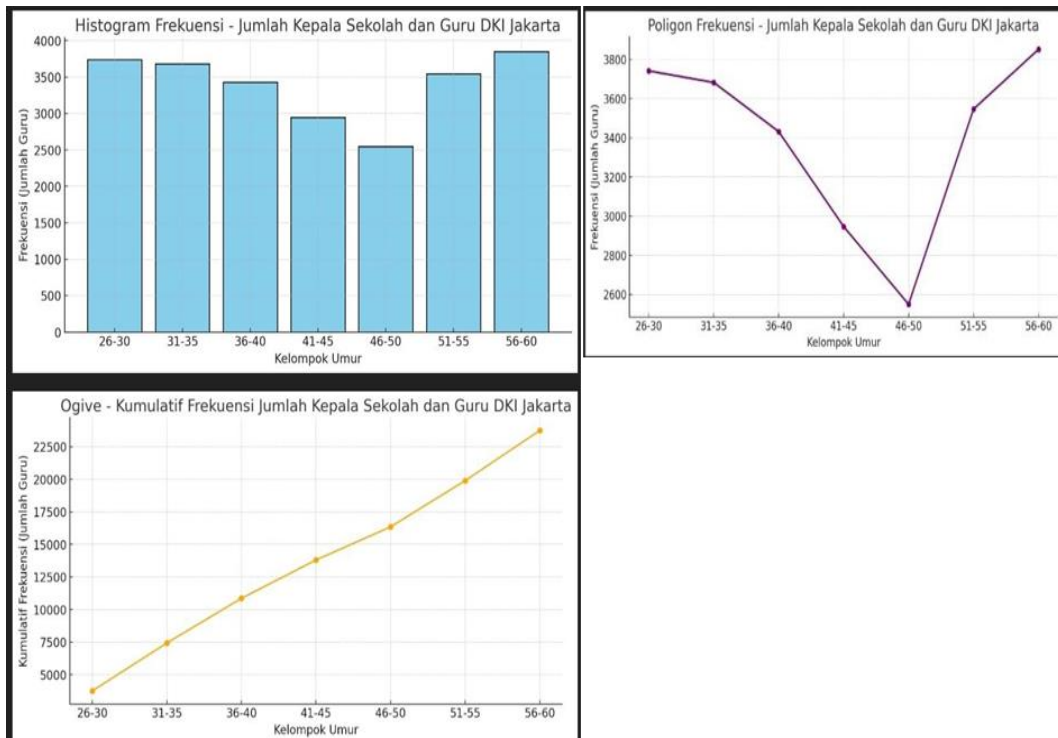 Histogram Frekuensi - Jumlah Kepala Sekolah dan Guru DKI Jakarta
Frekuensi (Jumlah Guru)
4000
3500
3000
2500
2000
1500
1000
500
0
26-30 31-35 36-40 41-45 46-50 51-55 56-60
Kelompok Umur
Poligon Frekuensi - Jumlah Kepala Sekolah dan Guru DKI Jakarta
Frekuensi (Jumlah Guru)
3800
3600
3400
3200
3000
2800
2600
26-30 31-35 36-40 41-45 46-50 51-55 56-60
Kelompok Umur
Ogive - Kumulatif Frekuensi Jumlah Kepala Sekolah dan Guru DKI Jakarta
Kumulatif Frekuensi (Jumlah Guru)
22500
20000
17500
15000
12500
10000
7500
5000
26-30 31-35 36-40 41-45 46-50 51-55 56-60
Kelompok Umur